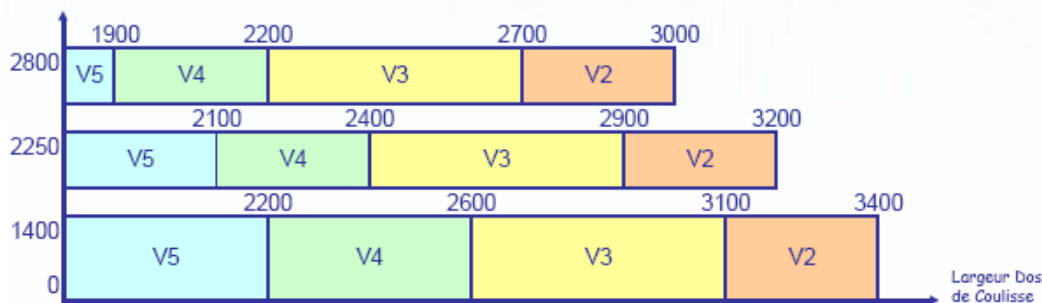 1900 2200 2700 3000
2800 V5 V4 V3 V2
2100 2400 2900 3200
2250 V5 V4 V3 V2
2200 2600 3100 3400
1400
V5 V4 V3 V2
0
Largeur Dos
de Coulisse